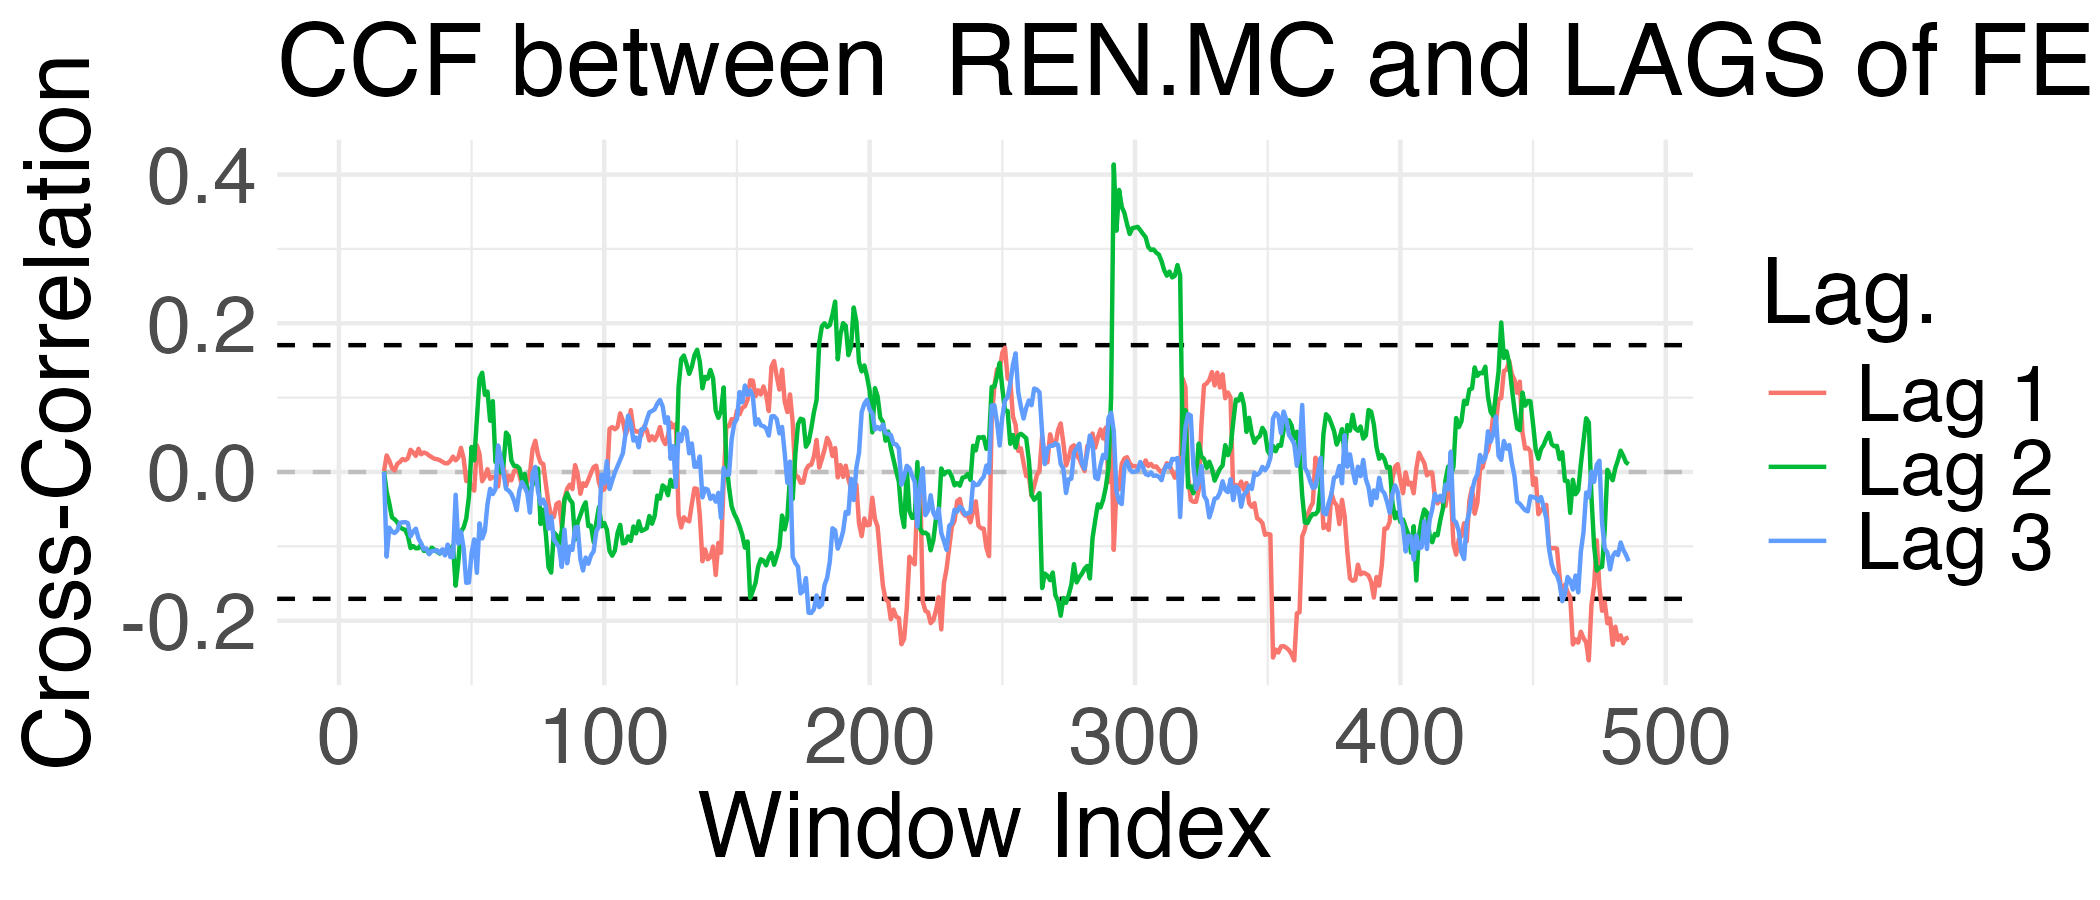 CCF between  REN.MC and LAGS of FE
Cross-Correlation
0.4
0.2
0.0
-0.2
0 100 200 300 400 500
Window Index
Lag.
Lag 1
Lag 2
Lag 3